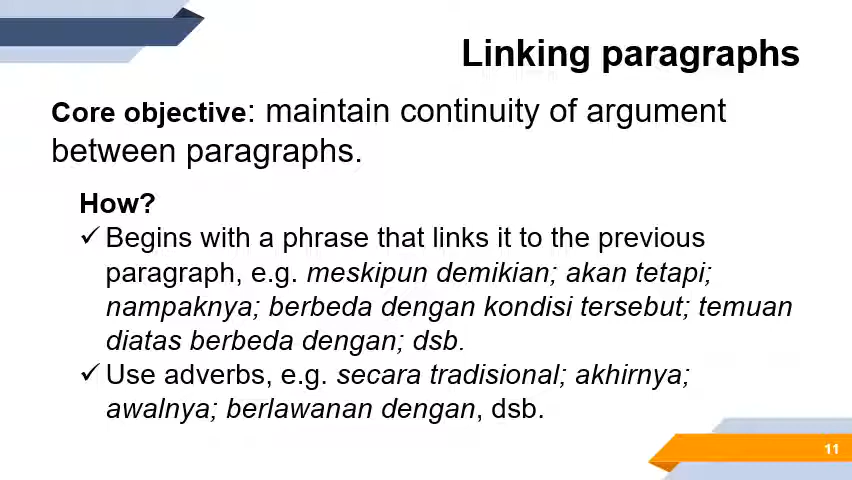 Linking paragraphs
Core objective: maintain continuity of argument
between paragraphs.
How?
✓ Begins with a phrase that links it to the previous
paragraph, e.g. meskipun demikian; akan tetapi;
nampaknya; berbeda dengan kondisi tersebut; temuan
diatas berbeda dengan; dsb.
✓ Use adverbs, e.g. secara tradisional; akhirnya;
awalnya; berlawanan dengan, dsb.
11